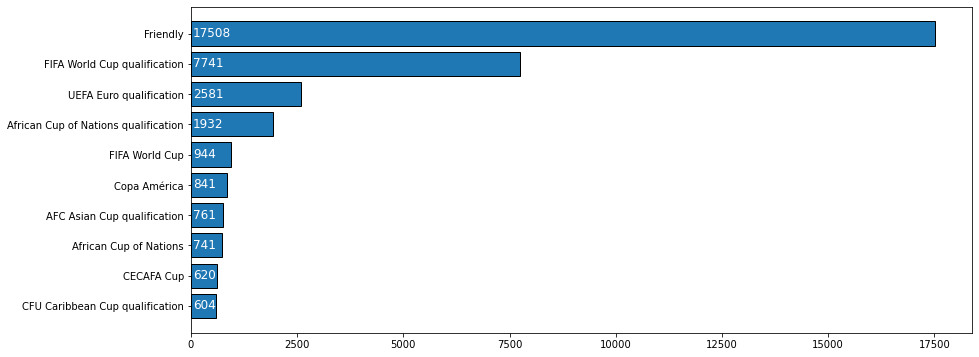 Friendly 17508
FIFA World Cup qualification 7741
UEFA Euro qualification 2581
African Cup of Nations qualification 1932
FIFA World Cup 944
Copa América 841
AFC Asian Cup qualification 761
African Cup of Nations 741
CECAFA Cup 620
CFU Caribbean Cup qualification 604
0 2500 5000 7500 10000 12500 15000 17500